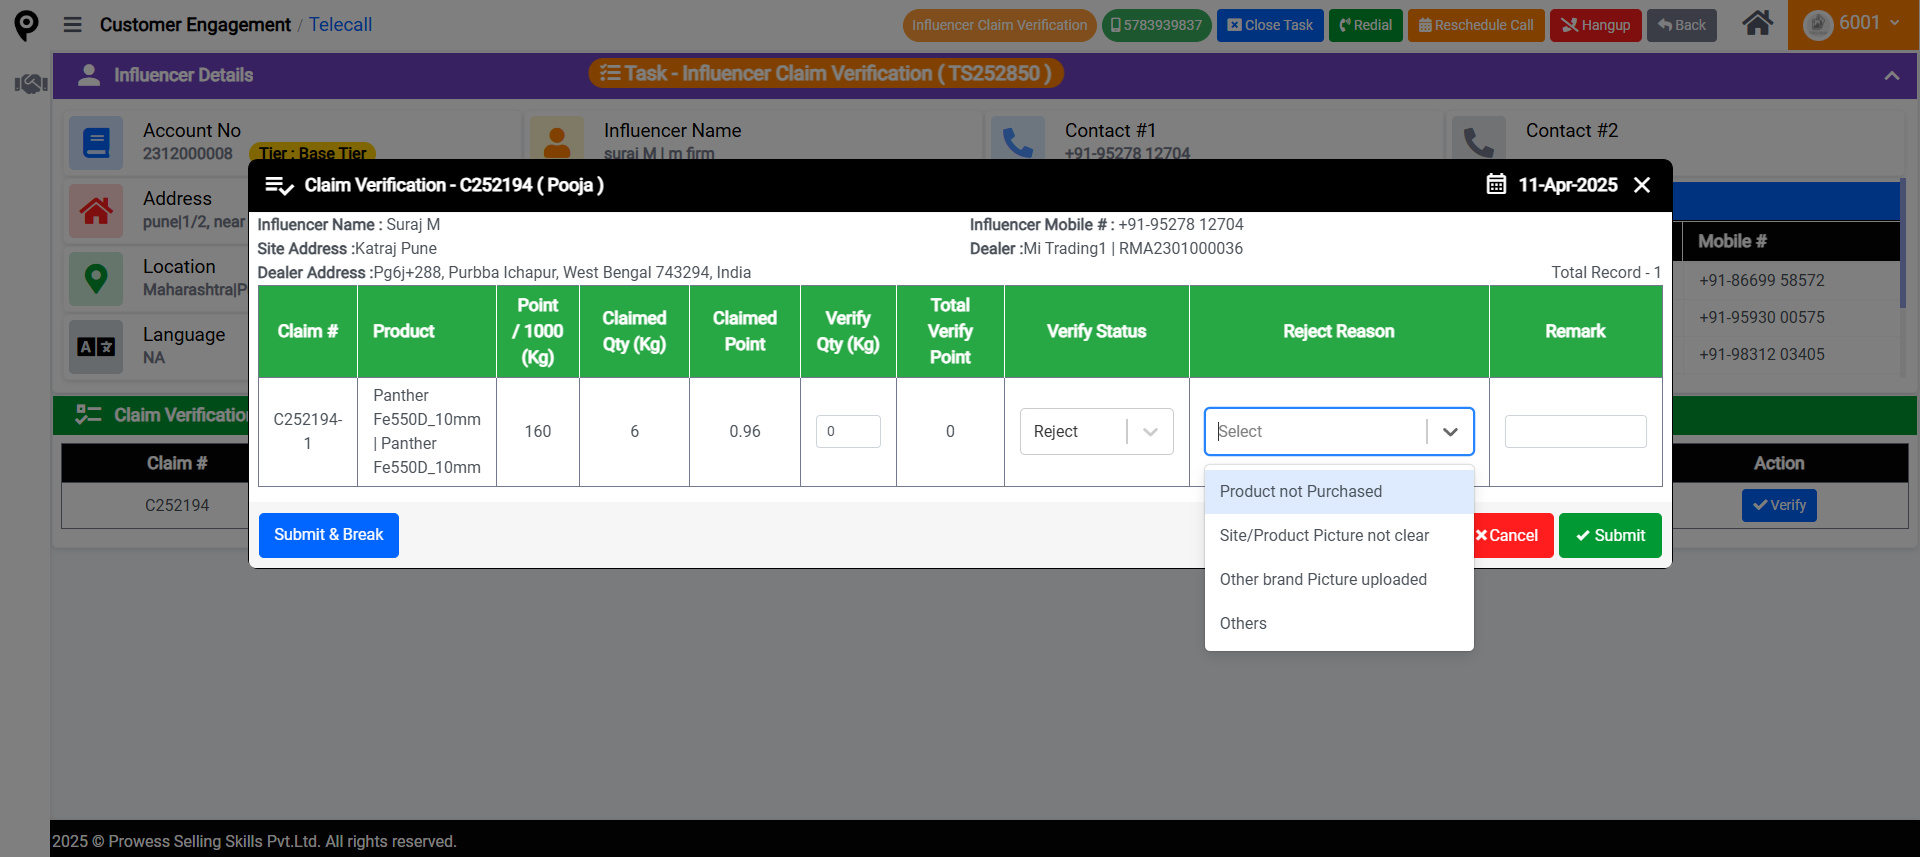 Customer Engagement / Telecall
Influencer Claim Verification
5783939837
Close Task
Redial
Reschedule Call
Hangup
Back
6001
Influencer Details
Task - Influencer Claim Verification ( TS252850 )
Account No
2312000008
Tier : Base Tier
Influencer Name
suraj M | m firm
Contact #1
+91-95278 12704
Contact #2
Address
pune|1/2, near
Location
Maharashtra|P
Language
NA
Mobile #
+91-86699 58572
+91-95930 00575
+91-98312 03405
Claim Verification - C252194 ( Pooja )
11-Apr-2025
Influencer Name : Suraj M
Influencer Mobile # : +91-95278 12704
Site Address :Katraj Pune
Dealer :Mi Trading1 | RMA2301000036
Dealer Address :Pg6j+288, Purbba Ichapur, West Bengal 743294, India
Total Record - 1
Claim #
Product
Point
/ 1000
(Kg)
Claimed
Qty (Kg)
Claimed
Point
Verify
Qty (Kg)
Total
Verify
Point
Verify Status
Reject Reason
Remark
C252194-
1
Panther
Fe550D_10mm
| Panther
Fe550D_10mm
160
6
0.96
0
0
Reject
Select
Product not Purchased
Site/Product Picture not clear
Other brand Picture uploaded
Others
Submit & Break
Cancel
Submit
Claim Verification
Claim #
C252194
Action
Verify
2025 © Prowess Selling Skills Pvt.Ltd. All rights reserved.